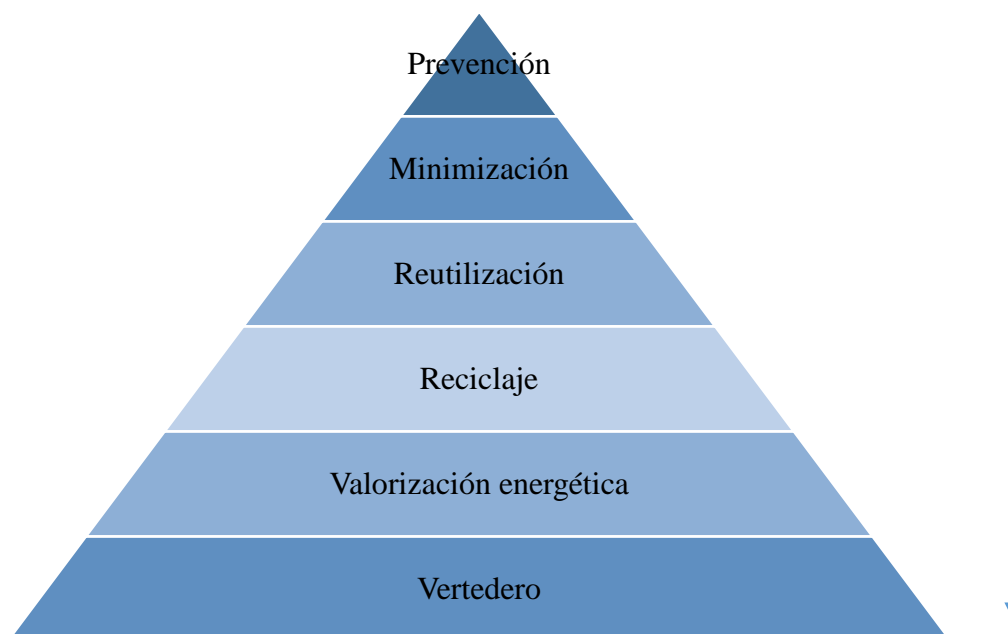 Prevención
Minimización
Reutilización
Reciclaje
Valorización energética
Vertedero